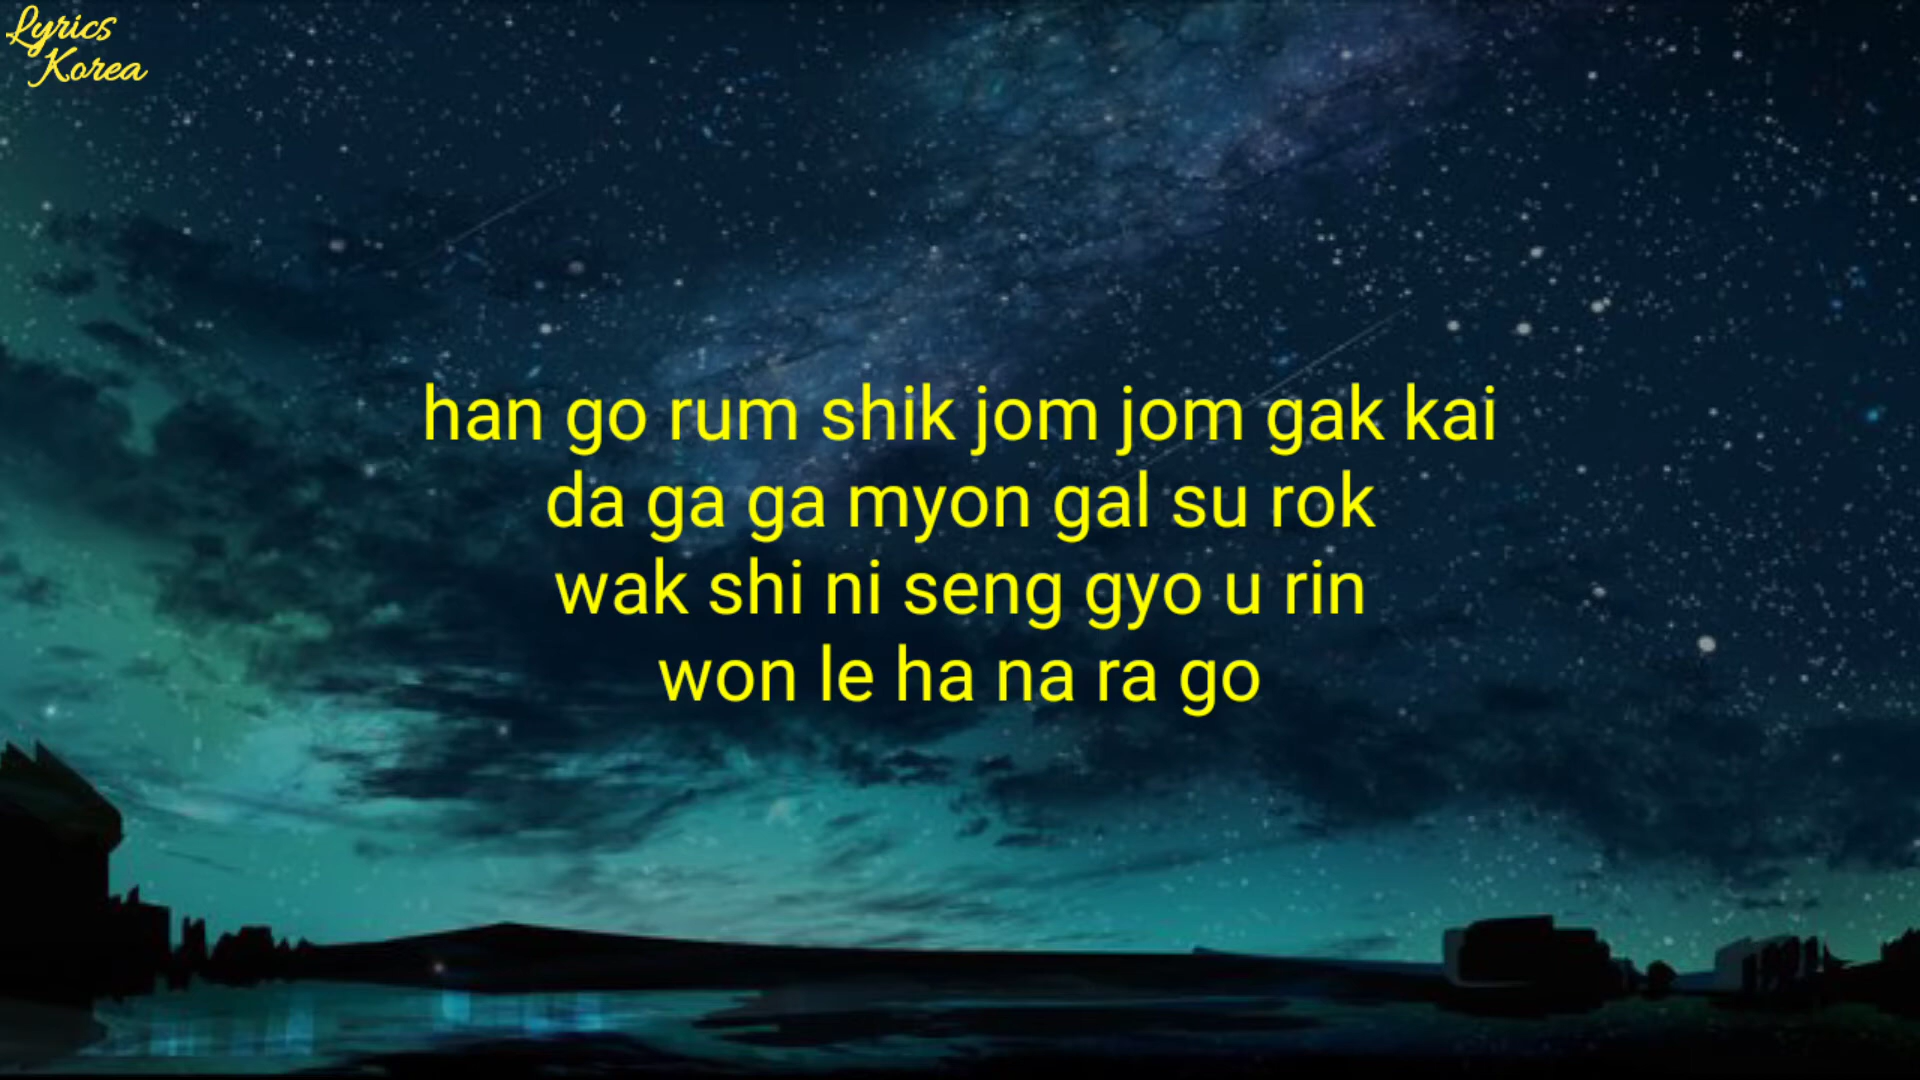 Lyrics
Korea
han go rum shik jom jom gak kai
da ga ga myon gal su rok
wak shi ni seng gyo u rin
won le ha na ra go